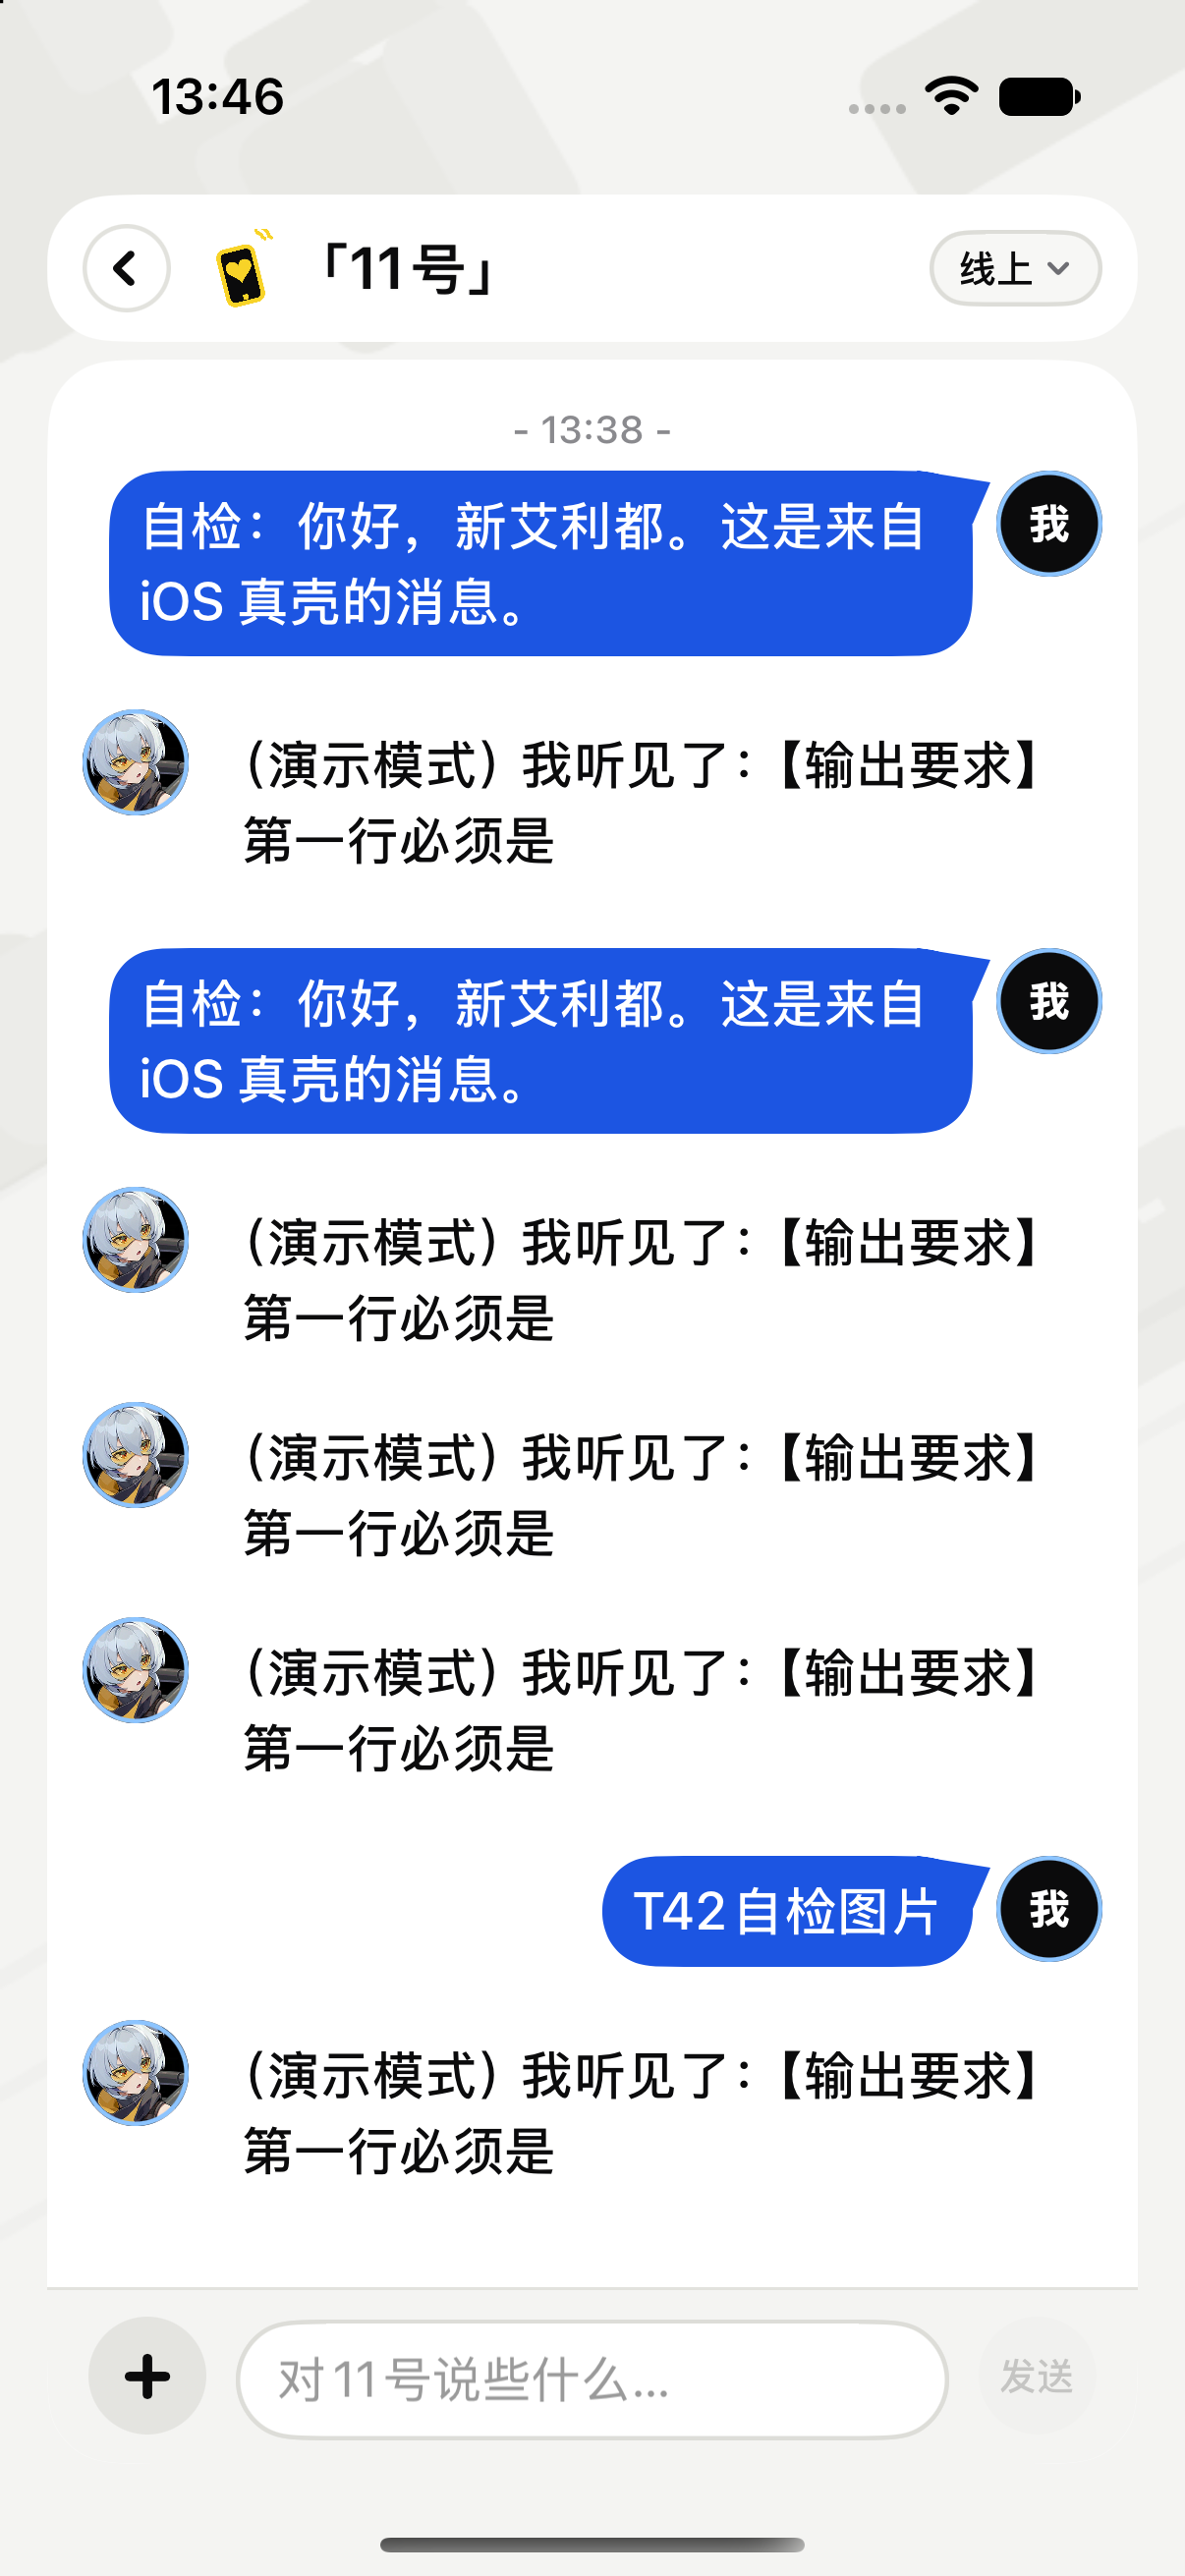 13:46
「11号」
线上
- 13:38 -
自检：你好，新艾利都。这是来自
iOS 真壳的消息。
我
（演示模式）我听见了：【输出要求】
第一行必须是
自检：你好，新艾利都。这是来自
iOS 真壳的消息。
我
（演示模式）我听见了：【输出要求】
第一行必须是
（演示模式）我听见了：【输出要求】
第一行必须是
（演示模式）我听见了：【输出要求】
第一行必须是
T42自检图片
我
（演示模式）我听见了：【输出要求】
第一行必须是
对11号说些什么...
发送